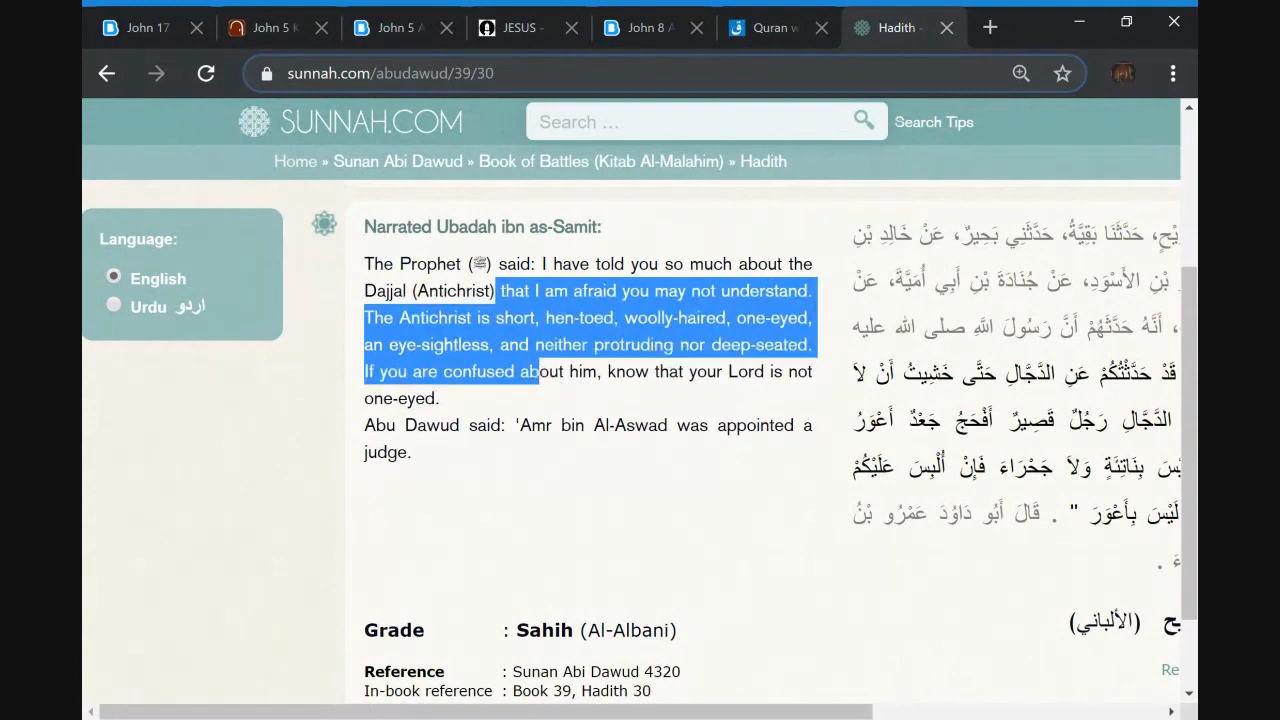 John 17
John 5 K
John 5 A
JESUS -
John 8 A
Quran w
Hadith -
sunnah.com/abudawud/39/30
SUNNAH.COM
Search ...
Search Tips
Home » Sunan Abi Dawud » Book of Battles (Kitab Al-Malahim) » Hadith
Language:
English
Urdu اردو
Narrated Ubadah ibn as-Samit:
The Prophet (ﷺ) said: I have told you so much about the
Dajjal (Antichrist) that I am afraid you may not understand.
The Antichrist is short, hen-toed, woolly-haired, one-eyed,
an eye-sightless, and neither protruding nor deep-seated.
If you are confused about him, know that your Lord is not
one-eyed.
Abu Dawud said: 'Amr bin Al-Aswad was appointed a
judge.
يْحٍ، حَدَّثَنَا بَقِيَّةُ، حَدَّثَنِي بَحِيرٌ، عَنْ خَالِدِ بْنِ
بْنِ الأَسْوَدِ، عَنْ جُنَادَةَ بْنِ أَبِي أُمَيَّةَ، عَنْ
، أَنَّهُ حَدَّثَهُمْ أَنَّ رَسُولَ اللَّهِ صلى الله عليه
قَدْ حَدَّثْتُكُمْ عَنِ الدَّجَّالِ حَتَّى خَشِيتُ أَنْ لاَ
الدَّجَّالِ رَجُلٌ قَصِيرٌ أَفْحَجُ جَعْدٌ أَعْوَرُ
يْسَ بِنَاتِئَةٍ وَلاَ جَحْرَاءَ فَإِنْ أُلْبِسَ عَلَيْكُمْ
لَيْسَ بِأَعْوَرَ " . قَالَ أَبُو دَاوُدَ عَمْرُو بْنُ
ءَ .
Grade : Sahih (Al-Albani)
ح (الألباني)
Reference : Sunan Abi Dawud 4320
In-book reference : Book 39, Hadith 30
Re